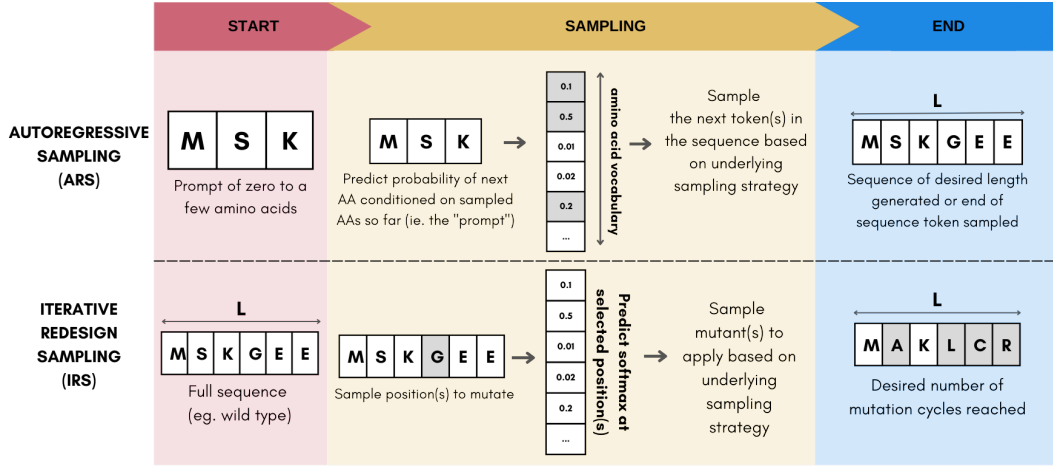 START
SAMPLING
END
AUTOREGRESSIVE
SAMPLING
(ARS)
M S K
Prompt of zero to a
few amino acids
M S K
Predict probability of next
AA conditioned on sampled
AAs so far (ie. the "prompt")
0.1
0.5
0.01
0.02
0.2
...
amino acid vocabulary
Sample
the next token(s) in
the sequence based
on underlying
sampling strategy
L
M S K G E E
Sequence of desired length
generated or end of
sequence token sampled
ITERATIVE
REDESIGN
SAMPLING
(IRS)
L
M S K G E E
Full sequence
(eg. wild type)
M S K G E E
Sample position(s) to mutate
0.1
0.5
0.01
0.02
0.2
...
Predict softmax at
selected position(s)
Sample
mutant(s) to
apply based on
underlying
sampling
strategy
L
M A K L C R
Desired number of
mutation cycles reached